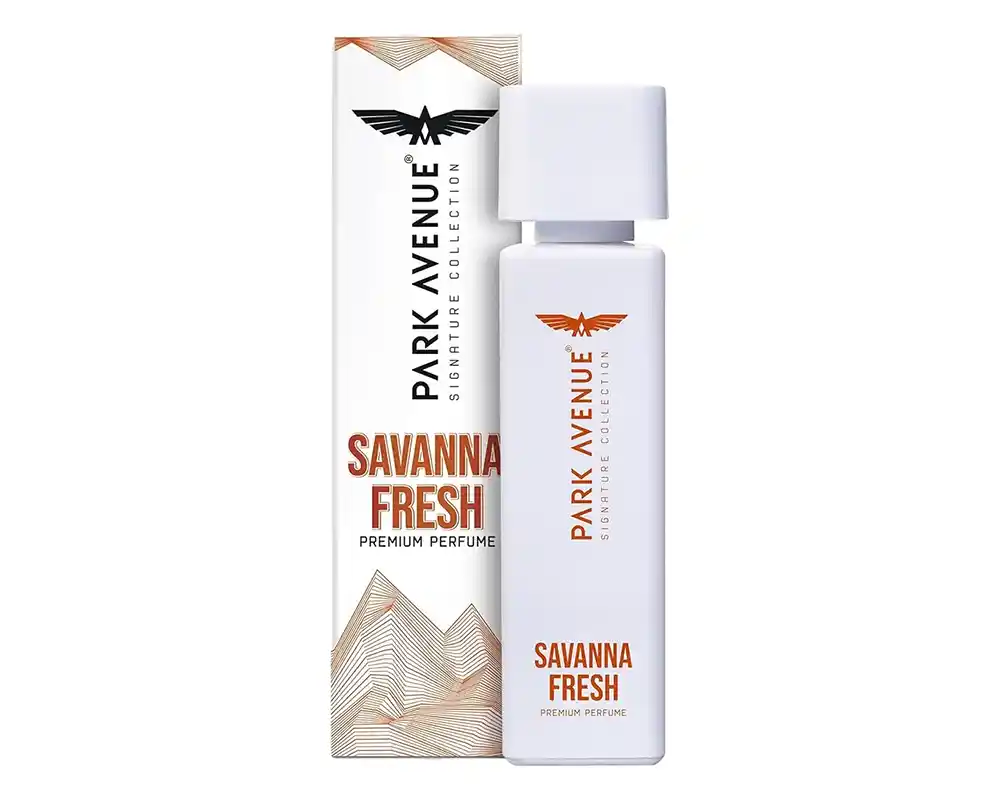 PARK AVENUE®
SIGNATURE COLLECTION
SAVANNA
FRESH
PREMIUM PERFUME
PARK AVENUE®
SIGNATURE COLLECTION
SAVANNA
FRESH
PREMIUM PERFUME